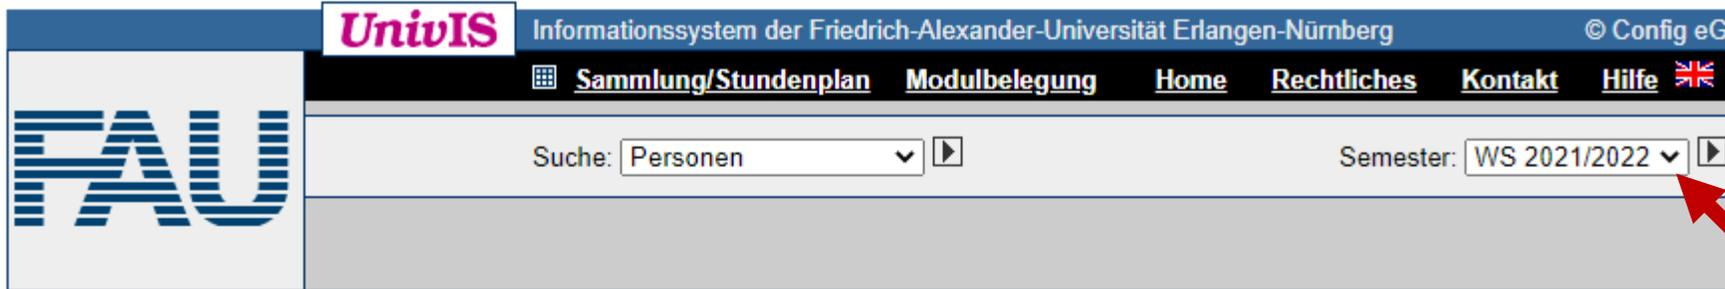 UnivIS Informationssystem der Friedrich-Alexander-Universität Erlangen-Nürnberg © Config eG
Sammlung/Stundenplan Modulbelegung Home Rechtliches Kontakt Hilfe
FAU
Suche: Personen Semester: WS 2021/2022